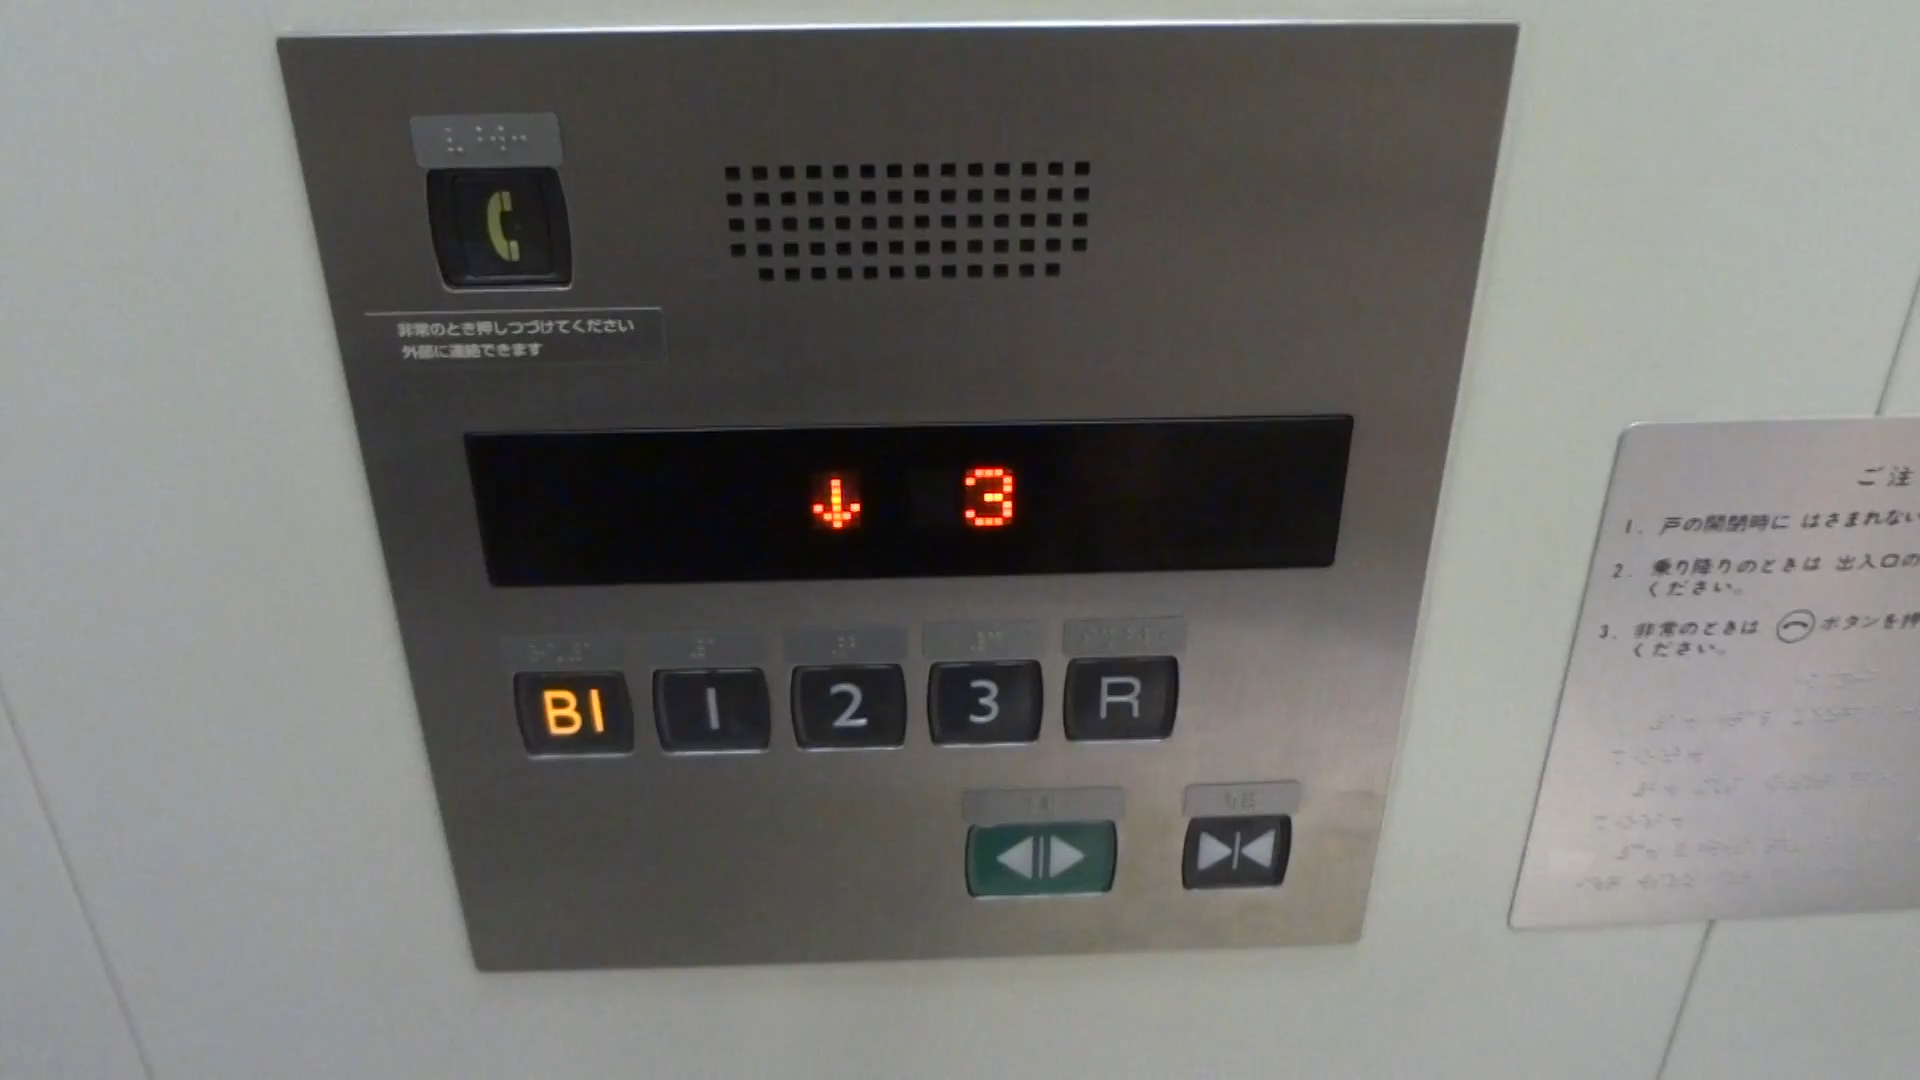 非常のとき押しつづけてください
外部に連絡できます
↓ 3
B1 1 2 3 R
ご注
1. 戸の開閉時に はさまれない
2. 乗り降りのときは 出入口の
ください。
3. 非常のときは ボタンを押
ください。